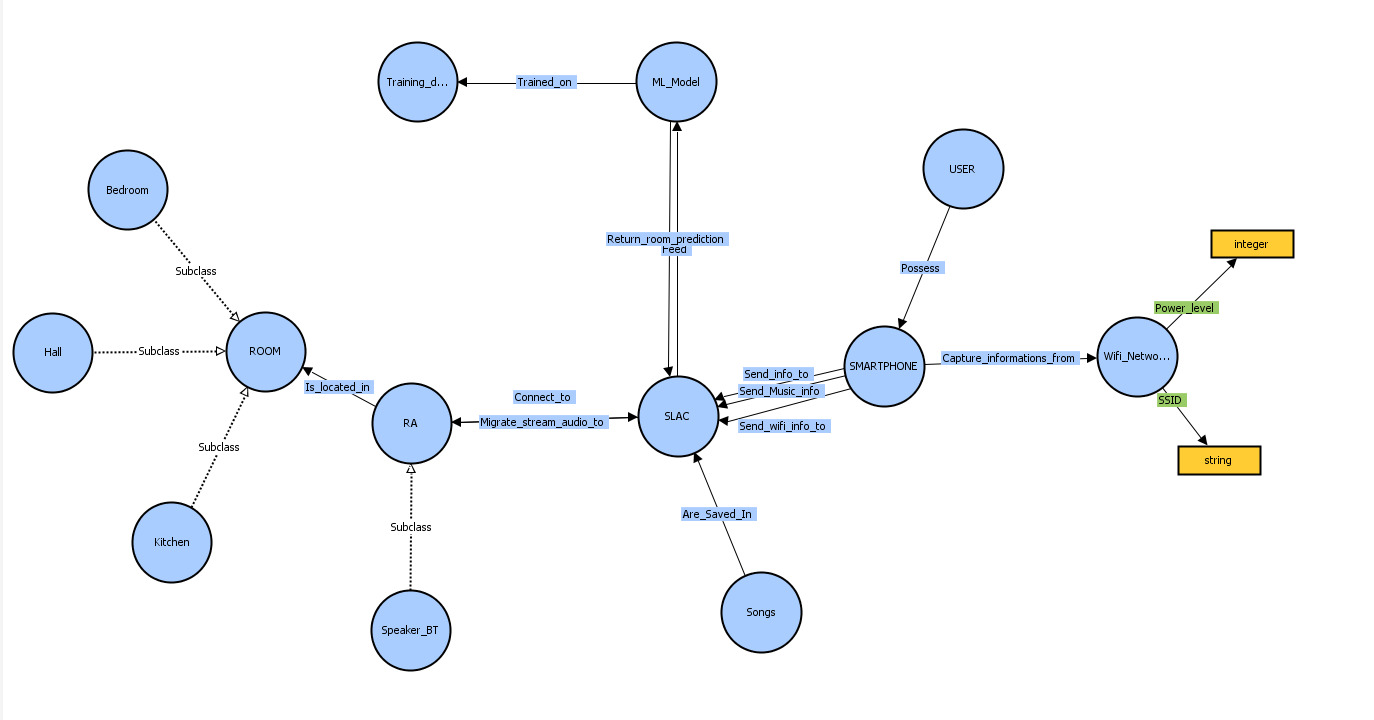 Training_d...
Trained_on
ML_Model
USER
Bedroom
Return_room_prediction
Feed
integer
Subclass
Possess
Power_level
Hall
Subclass
ROOM
SMARTPHONE
Capture_informations_from
Wifi_Netwo...
Is_located_in
Send_info_to
Send_Music_info
Connect_to
SSID
RA
Migrate_stream_audio_to
SLAC
Send_wifi_info_to
Subclass
string
Are_Saved_In
Subclass
Kitchen
Songs
Speaker_BT